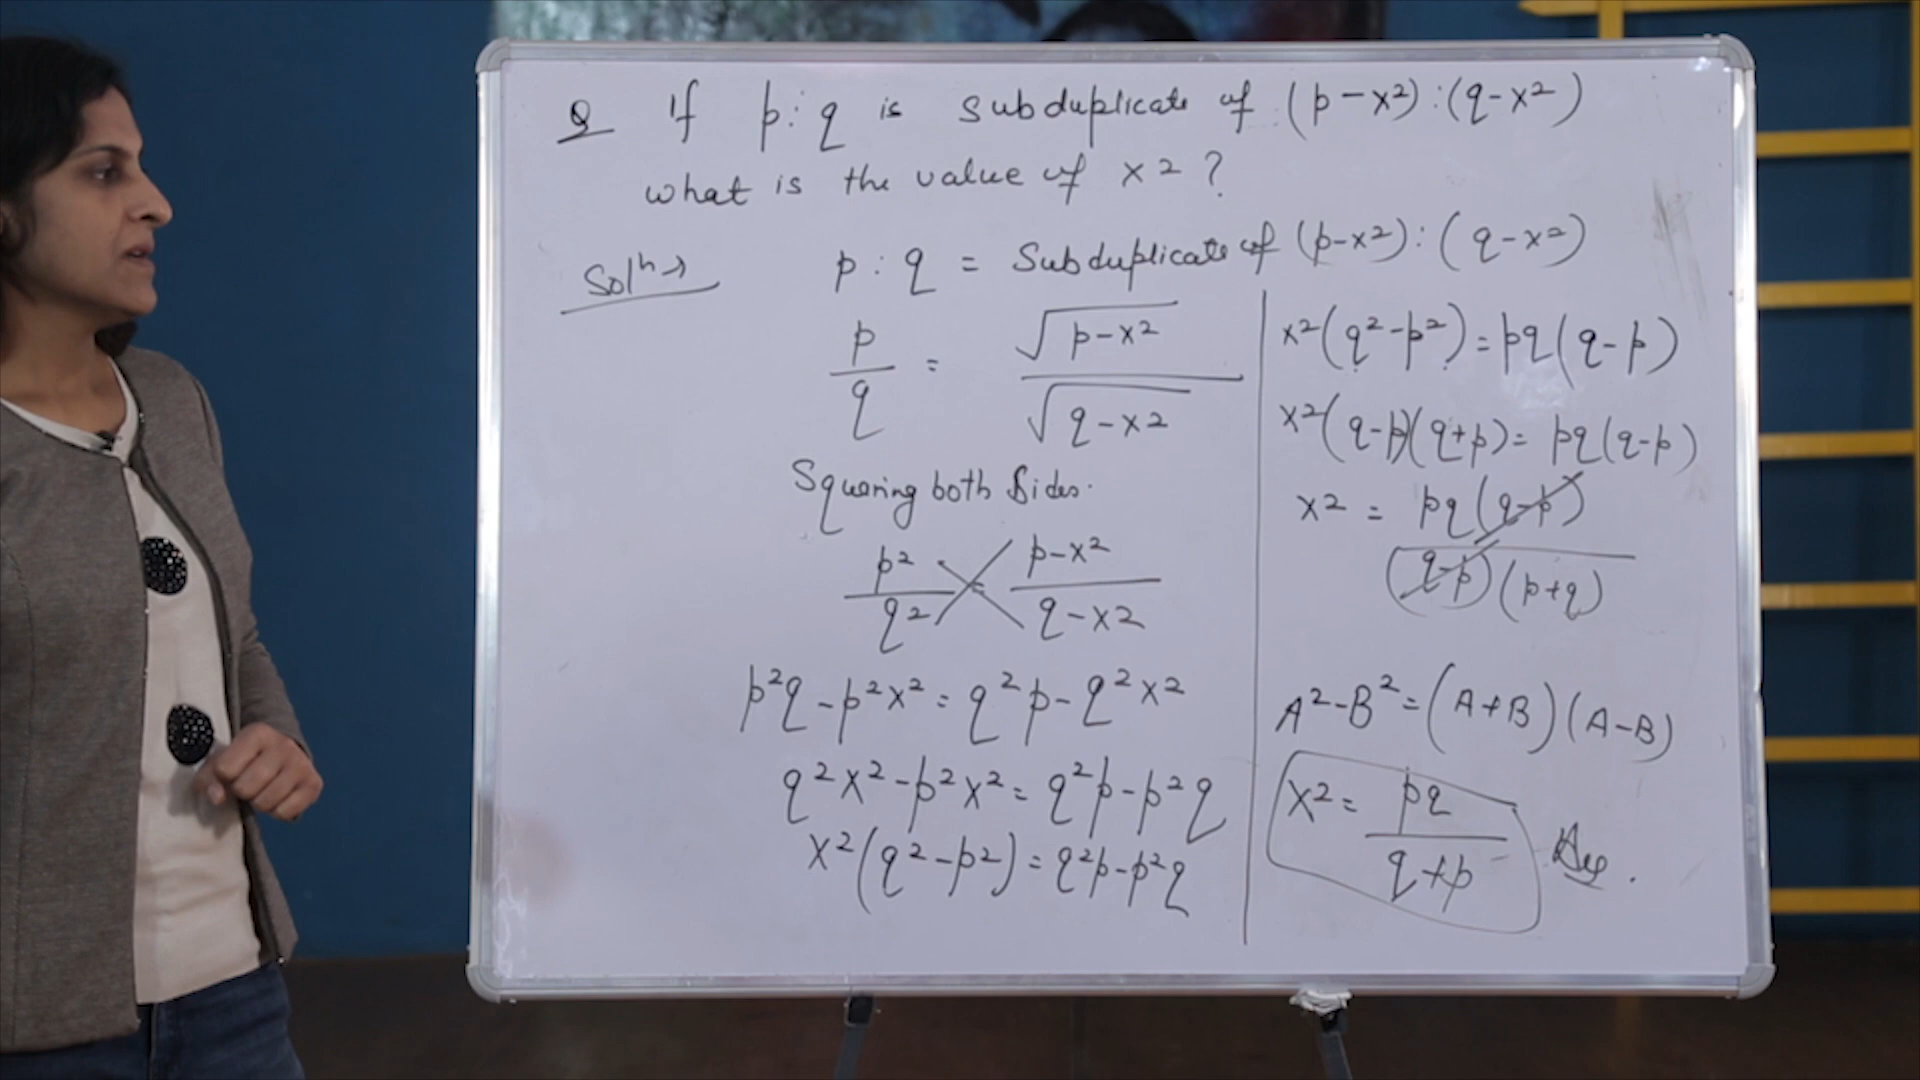 Q If p : q is subduplicate of (p - x²) : (q - x²)
what is the value of x² ?
Solⁿ → p : q = Subduplicate of (p - x²) : (q - x²)
p/q = √(p - x²) / √(q - x²)
Squaring both Sides.
p²/q² = (p - x²)/(q - x²)
p²q - p²x² = q²p - q²x²
q²x² - p²x² = q²p - p²q
x²(q² - p²) = q²p - p²q
x²(q² - p²) = pq(q - p)
x²(q - p)(q + p) = pq(q - p)
x² = pq(q - p) / (q - p)(p + q)
A² - B² = (A + B)(A - B)
x² = pq / q + p